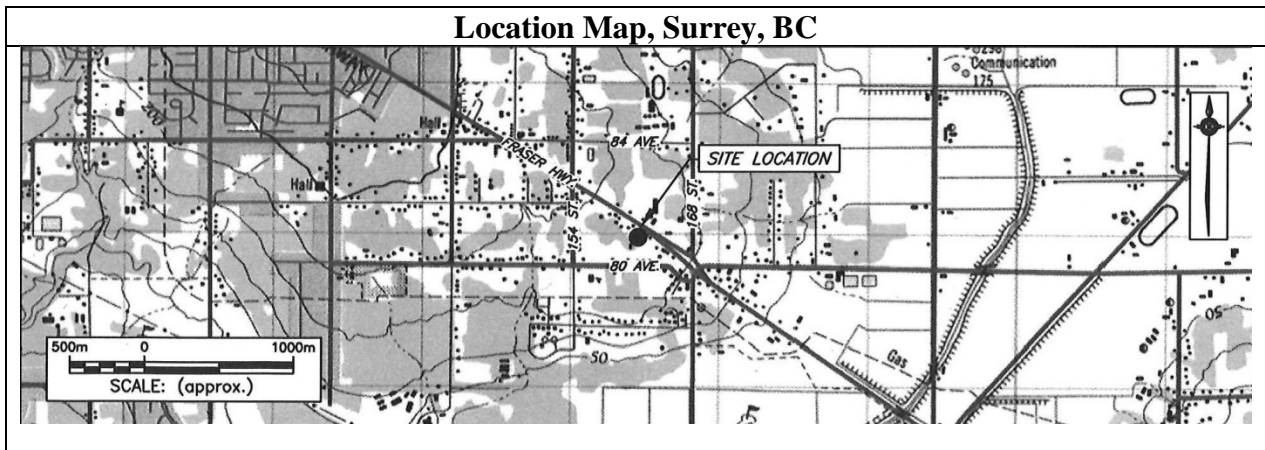 Location Map, Surrey, BC
Communication
175
200
Hall
84 AVE.
FRASER HWY.
SITE LOCATION
Hall
154 ST.
168 ST.
80 AVE.
50
50
Gas
500m 0 1000m
SCALE: (approx.)